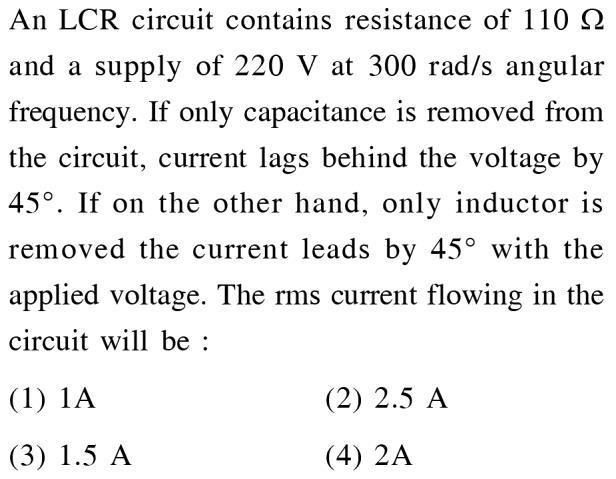 An LCR circuit contains resistance of 110 Ω
and a supply of 220 V at 300 rad/s angular
frequency. If only capacitance is removed from
the circuit, current lags behind the voltage by
45°. If on the other hand, only inductor is
removed the current leads by 45° with the
applied voltage. The rms current flowing in the
circuit will be :
(1) 1A (2) 2.5 A
(3) 1.5 A (4) 2A